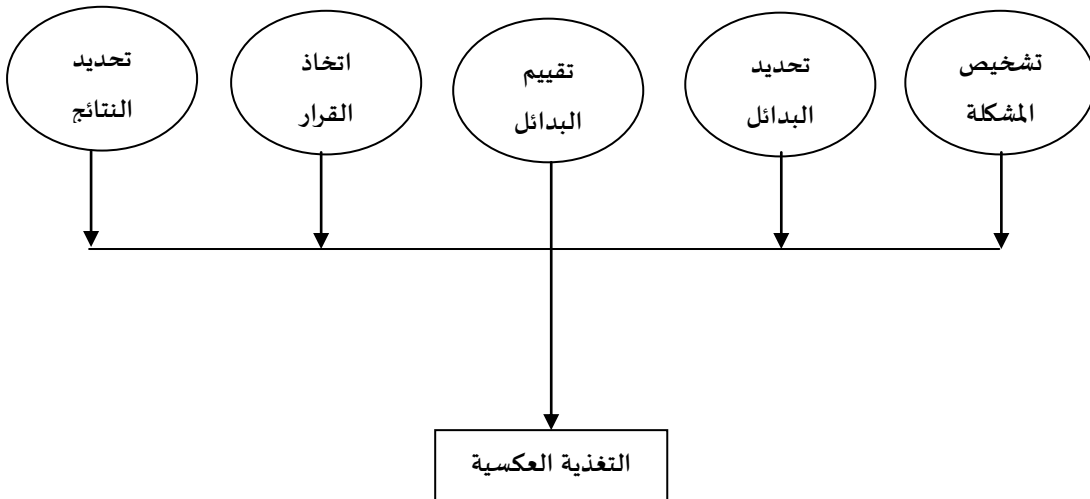 تشخيص
المشكلة
تحديد
البدائل
تقييم
البدائل
اتخاذ
القرار
تحديد
النتائج
التغذية العكسية